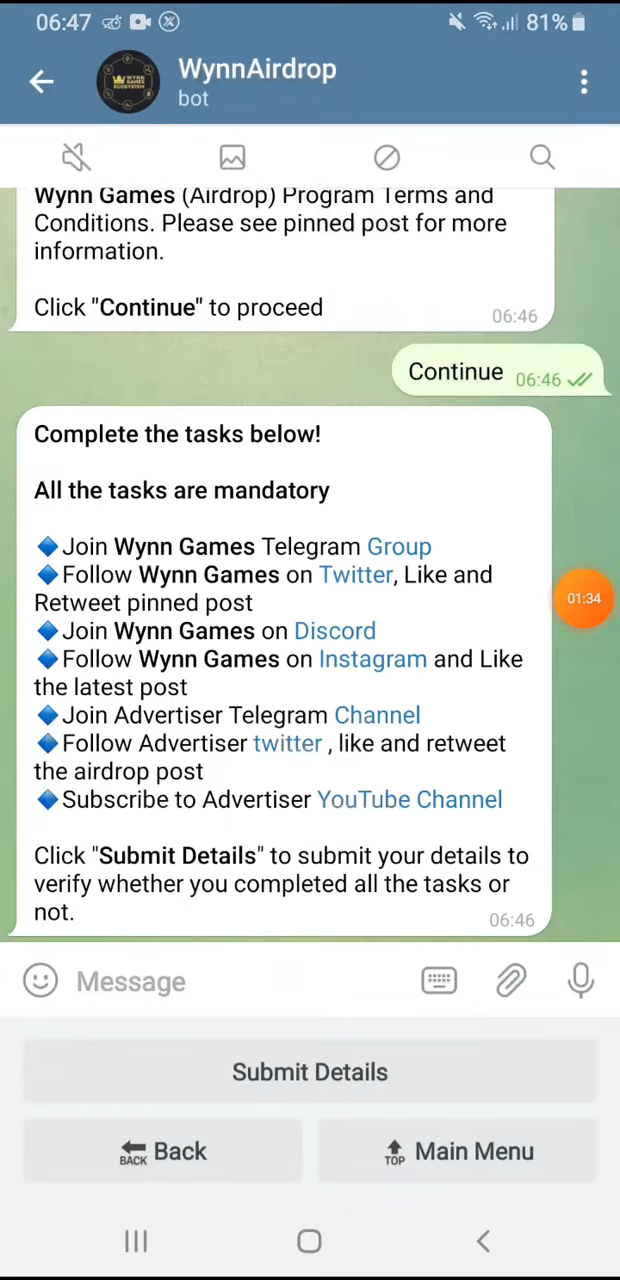 06:47 81%
WynnAirdrop
bot
WYNN
GAMES
ECOSYSTEM
Wynn Games (Airdrop) Program Terms and
Conditions. Please see pinned post for more
information.
Click "Continue" to proceed
06:46
Continue 06:46
Complete the tasks below!
All the tasks are mandatory
Join Wynn Games Telegram Group
Follow Wynn Games on Twitter, Like and
Retweet pinned post
Join Wynn Games on Discord
Follow Wynn Games on Instagram and Like
the latest post
Join Advertiser Telegram Channel
Follow Advertiser twitter , like and retweet
the airdrop post
Subscribe to Advertiser YouTube Channel
Click "Submit Details" to submit your details to
verify whether you completed all the tasks or
not.
06:46
01:34
Message
Submit Details
BACK Back
TOP Main Menu